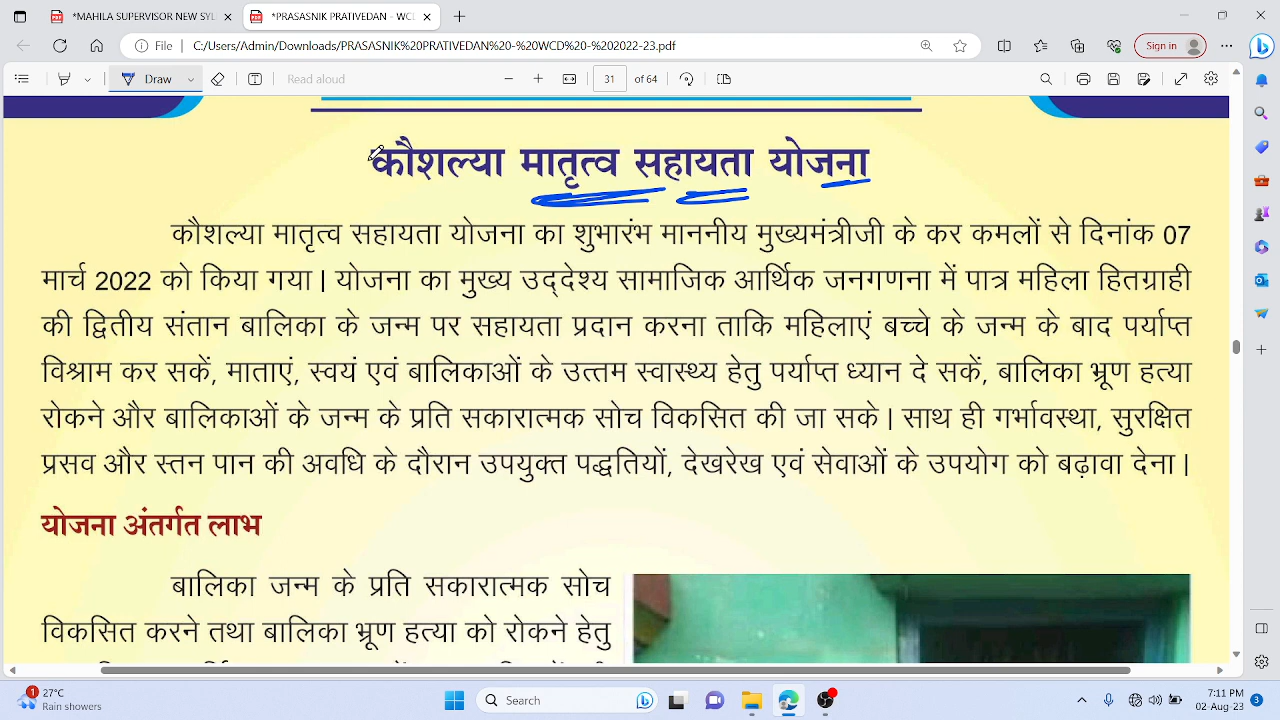 *MAHILA SUPERVISOR NEW SYL
*PRASASNIK PRATIVEDAN - WCL
File
C:/Users/Admin/Downloads/PRASASNIK%20PRATIVEDAN%20-%20WCD%20-%202022-23.pdf
Sign in
Draw
Read aloud
31 of 64
कौशल्या मातृत्व सहायता योजना
कौशल्या मातृत्व सहायता योजना का शुभारंभ माननीय मुख्यमंत्रीजी के कर कमलों से दिनांक 07
मार्च 2022 को किया गया | योजना का मुख्य उद्देश्य सामाजिक आर्थिक जनगणना में पात्र महिला हितग्राही
की द्वितीय संतान बालिका के जन्म पर सहायता प्रदान करना ताकि महिलाएं बच्चे के जन्म के बाद पर्याप्त
विश्राम कर सकें, माताएं, स्वयं एवं बालिकाओं के उत्तम स्वास्थ्य हेतु पर्याप्त ध्यान दे सकें, बालिका भ्रूण हत्या
रोकने और बालिकाओं के जन्म के प्रति सकारात्मक सोच विकसित की जा सके | साथ ही गर्भावस्था, सुरक्षित
प्रसव और स्तन पान की अवधि के दौरान उपयुक्त पद्धतियों, देखरेख एवं सेवाओं के उपयोग को बढ़ावा देना |
योजना अंतर्गत लाभ
बालिका जन्म के प्रति सकारात्मक सोच
विकसित करने तथा बालिका भ्रूण हत्या को रोकने हेतु
1
27°C
Rain showers
Search
7:11 PM
02-Aug-23
3